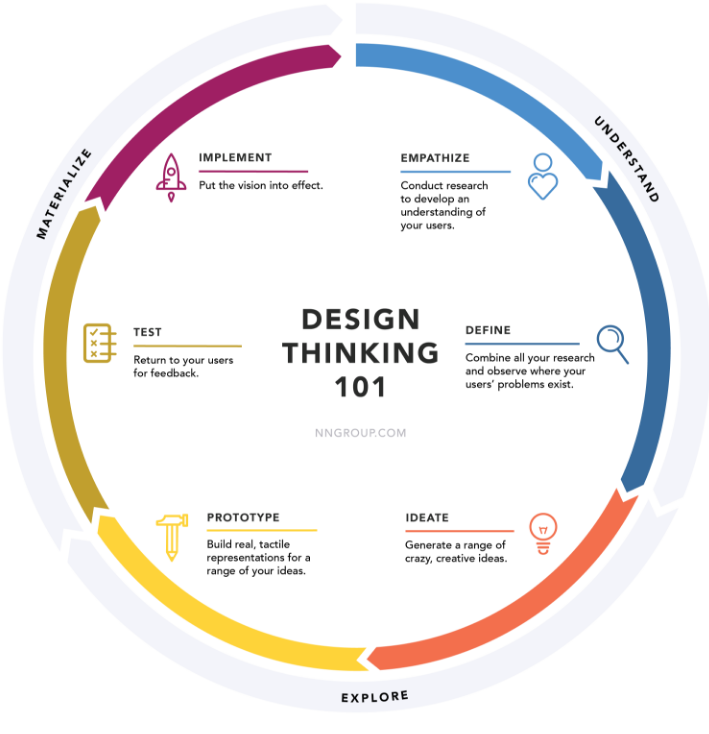 DESIGN
THINKING
101
NNGROUP.COM
UNDERSTAND
EMPATHIZE
Conduct research
to develop an
understanding of
your users.
DEFINE
Combine all your research
and observe where your
users’ problems exist.
EXPLORE
IDEATE
Generate a range of
crazy, creative ideas.
PROTOTYPE
Build real, tactile
representations for a
range of your ideas.
MATERIALIZE
TEST
Return to your users
for feedback.
IMPLEMENT
Put the vision into effect.